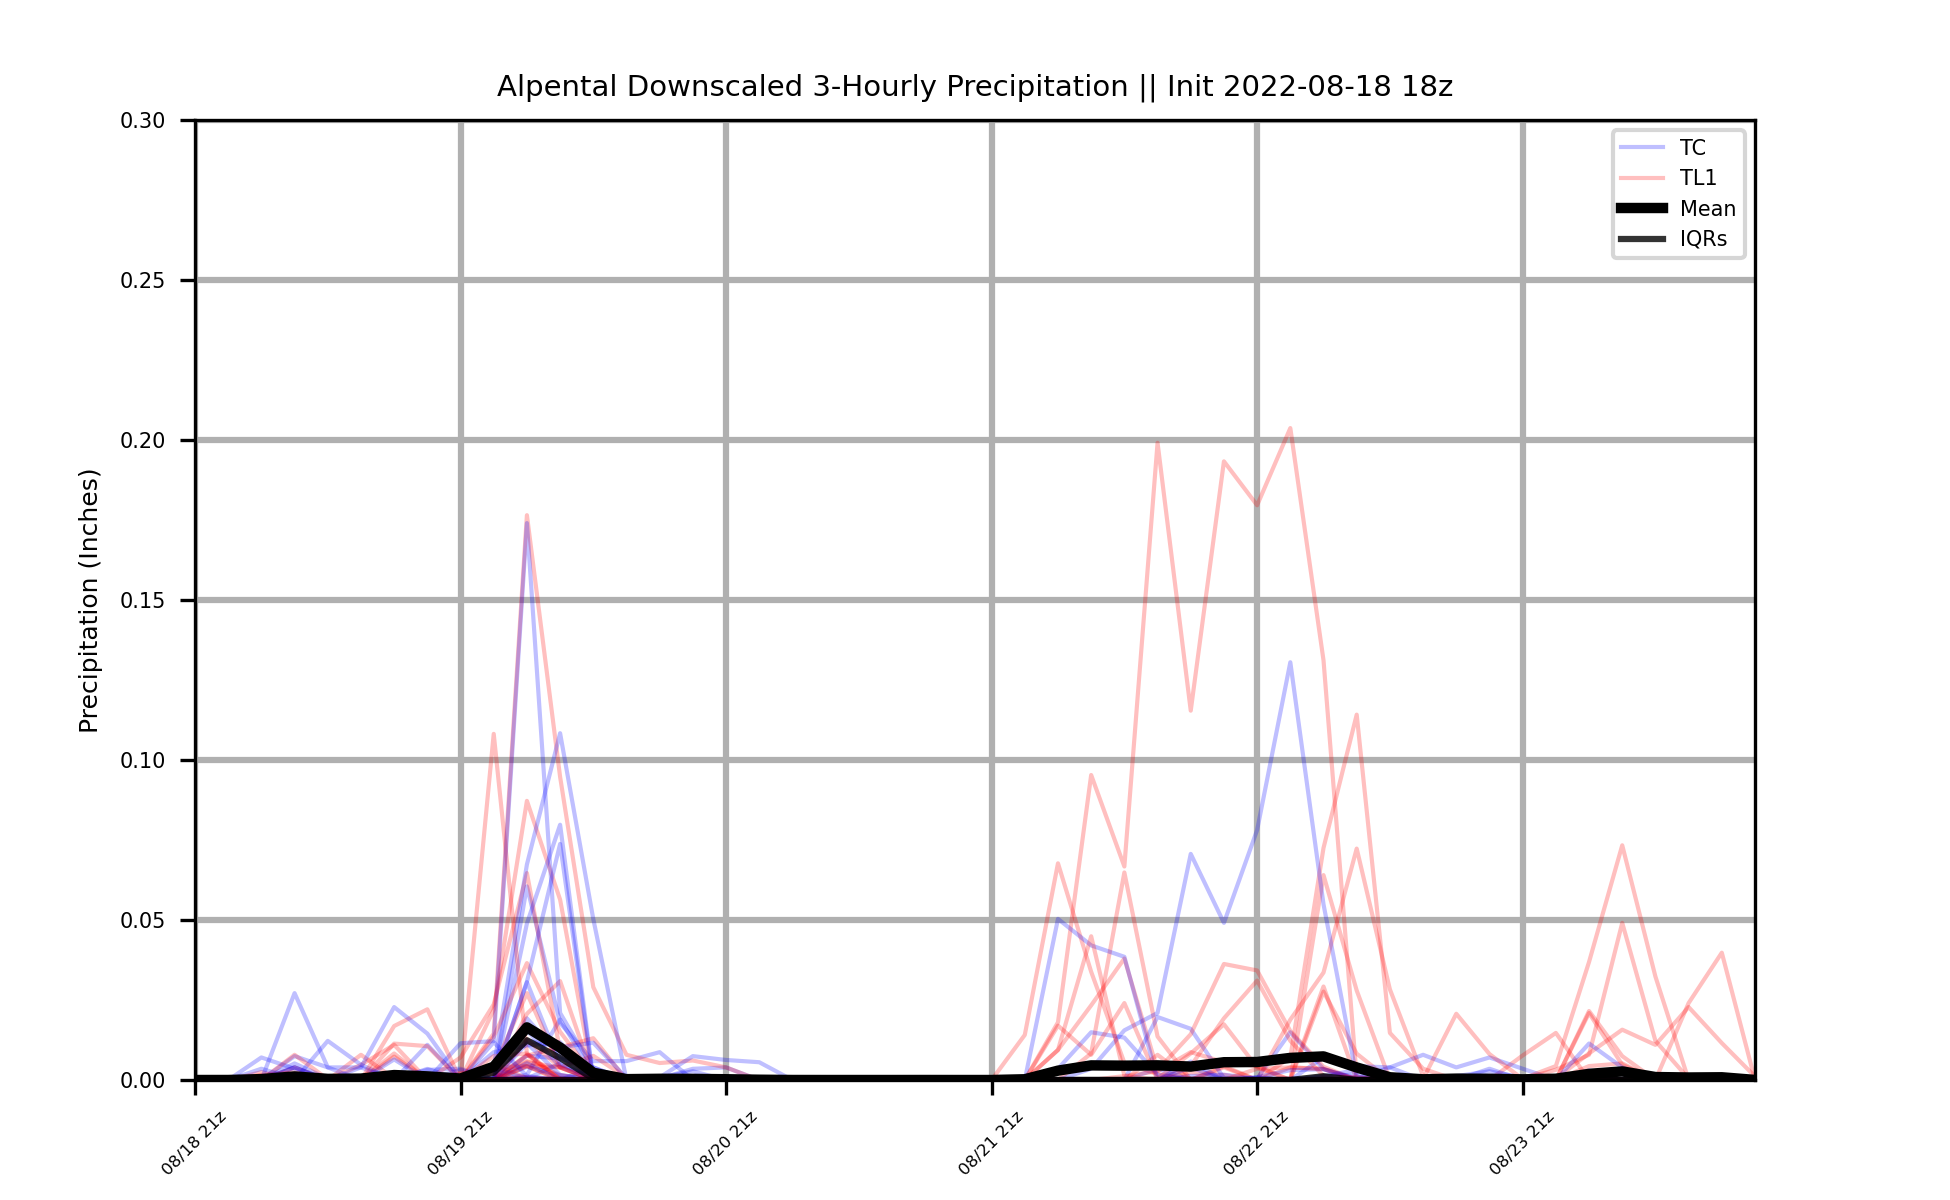 Alpental Downscaled 3-Hourly Precipitation || Init 2022-08-18 18z
TC
TL1
Mean
IQRs
Precipitation (Inches)
0.30
0.25
0.20
0.15
0.10
0.05
0.00
08/18 21z
08/19 21z
08/20 21z
08/21 21z
08/22 21z
08/23 21z